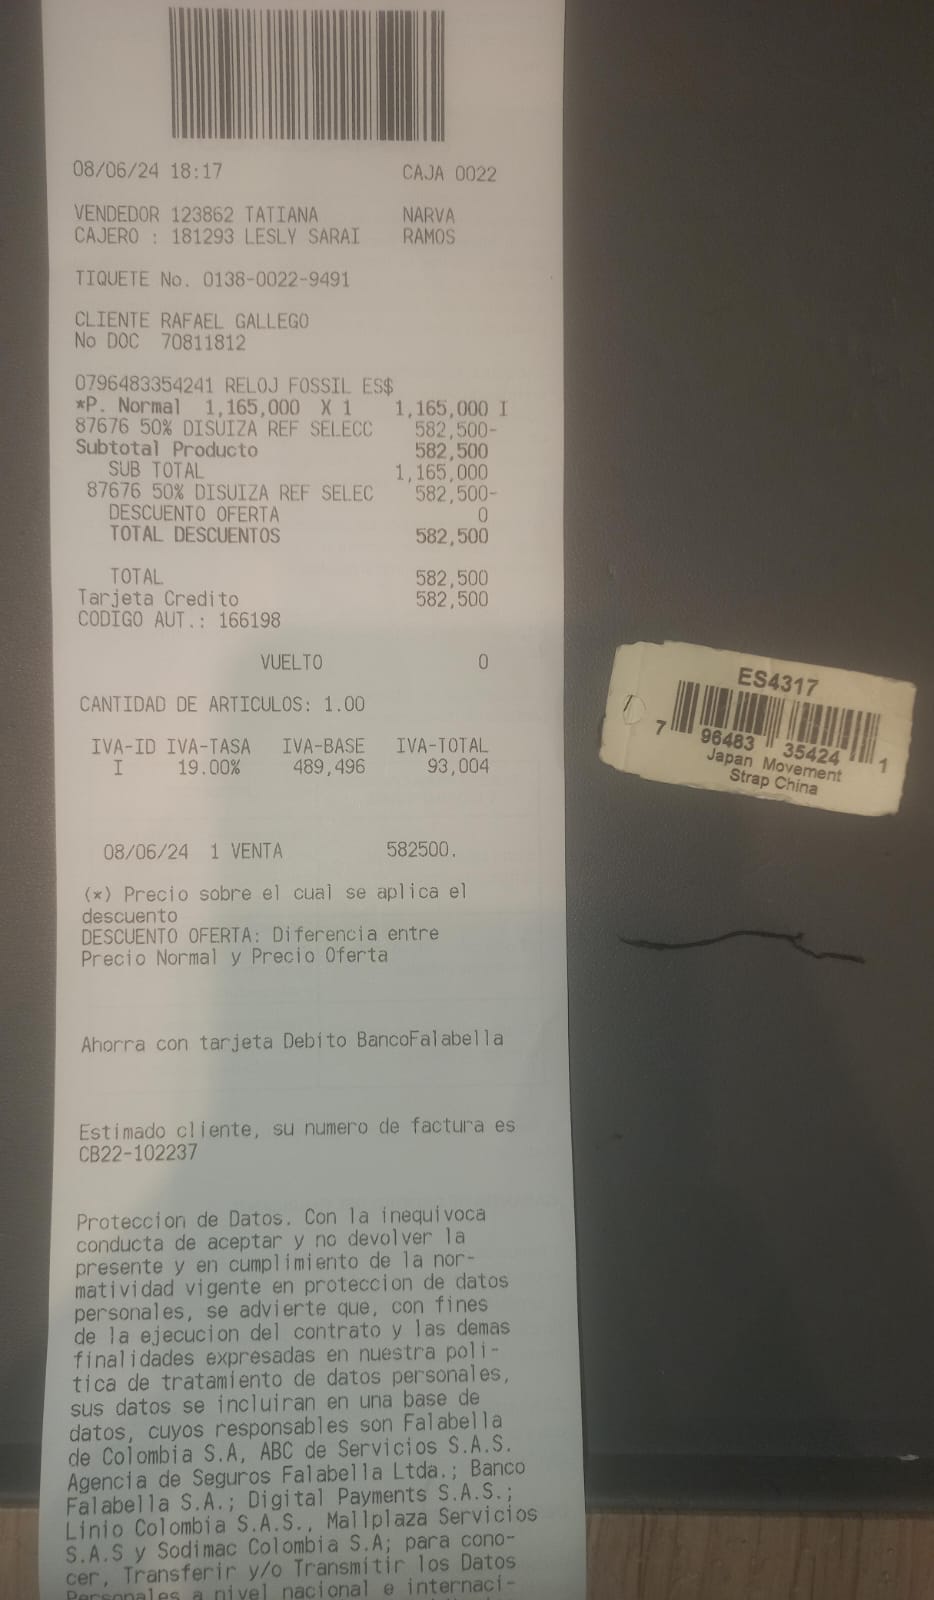 08/06/24 18:17 CAJA 0022
VENDEDOR 123862 TATIANA NARVA
CAJERO : 181293 LESLY SARAI RAMOS
TIQUETE No. 0138-0022-9491
CLIENTE RAFAEL GALLEGO
No DOC 70811812
0796483354241 RELOJ FOSSIL ES$
*P. Normal 1,165,000 X 1 1,165,000 I
87676 50% DISUIZA REF SELECC 582,500-
Subtotal Producto 582,500
SUB TOTAL 1,165,000
87676 50% DISUIZA REF SELEC 582,500-
DESCUENTO OFERTA 0
TOTAL DESCUENTOS 582,500
TOTAL 582,500
Tarjeta Credito 582,500
CODIGO AUT.: 166198
VUELTO 0
CANTIDAD DE ARTICULOS: 1.00
IVA-ID IVA-TASA IVA-BASE IVA-TOTAL
I 19.00% 489,496 93,004
08/06/24 1 VENTA 582500.
(*) Precio sobre el cual se aplica el
descuento
DESCUENTO OFERTA: Diferencia entre
Precio Normal y Precio Oferta
Ahorra con tarjeta Debito BancoFalabella
Estimado cliente, su numero de factura es
CB22-102237
Proteccion de Datos. Con la inequivoca
conducta de aceptar y no devolver la
presente y en cumplimiento de la nor-
matividad vigente en proteccion de datos
personales, se advierte que, con fines
de la ejecucion del contrato y las demas
finalidades expresadas en nuestra poli-
tica de tratamiento de datos personales,
sus datos se incluiran en una base de
datos, cuyos responsables son Falabella
de Colombia S.A, ABC de Servicios S.A.S.
Agencia de Seguros Falabella Ltda.; Banco
Falabella S.A.; Digital Payments S.A.S.;
Linio Colombia S.A.S., Mallplaza Servicios
S.A.S y Sodimac Colombia S.A; para cono-
cer, Transferir y/o Transmitir los Datos
Personales a nivel nacional e internaci-
ES4317
7 96483 35424 1
Japan Movement
Strap China